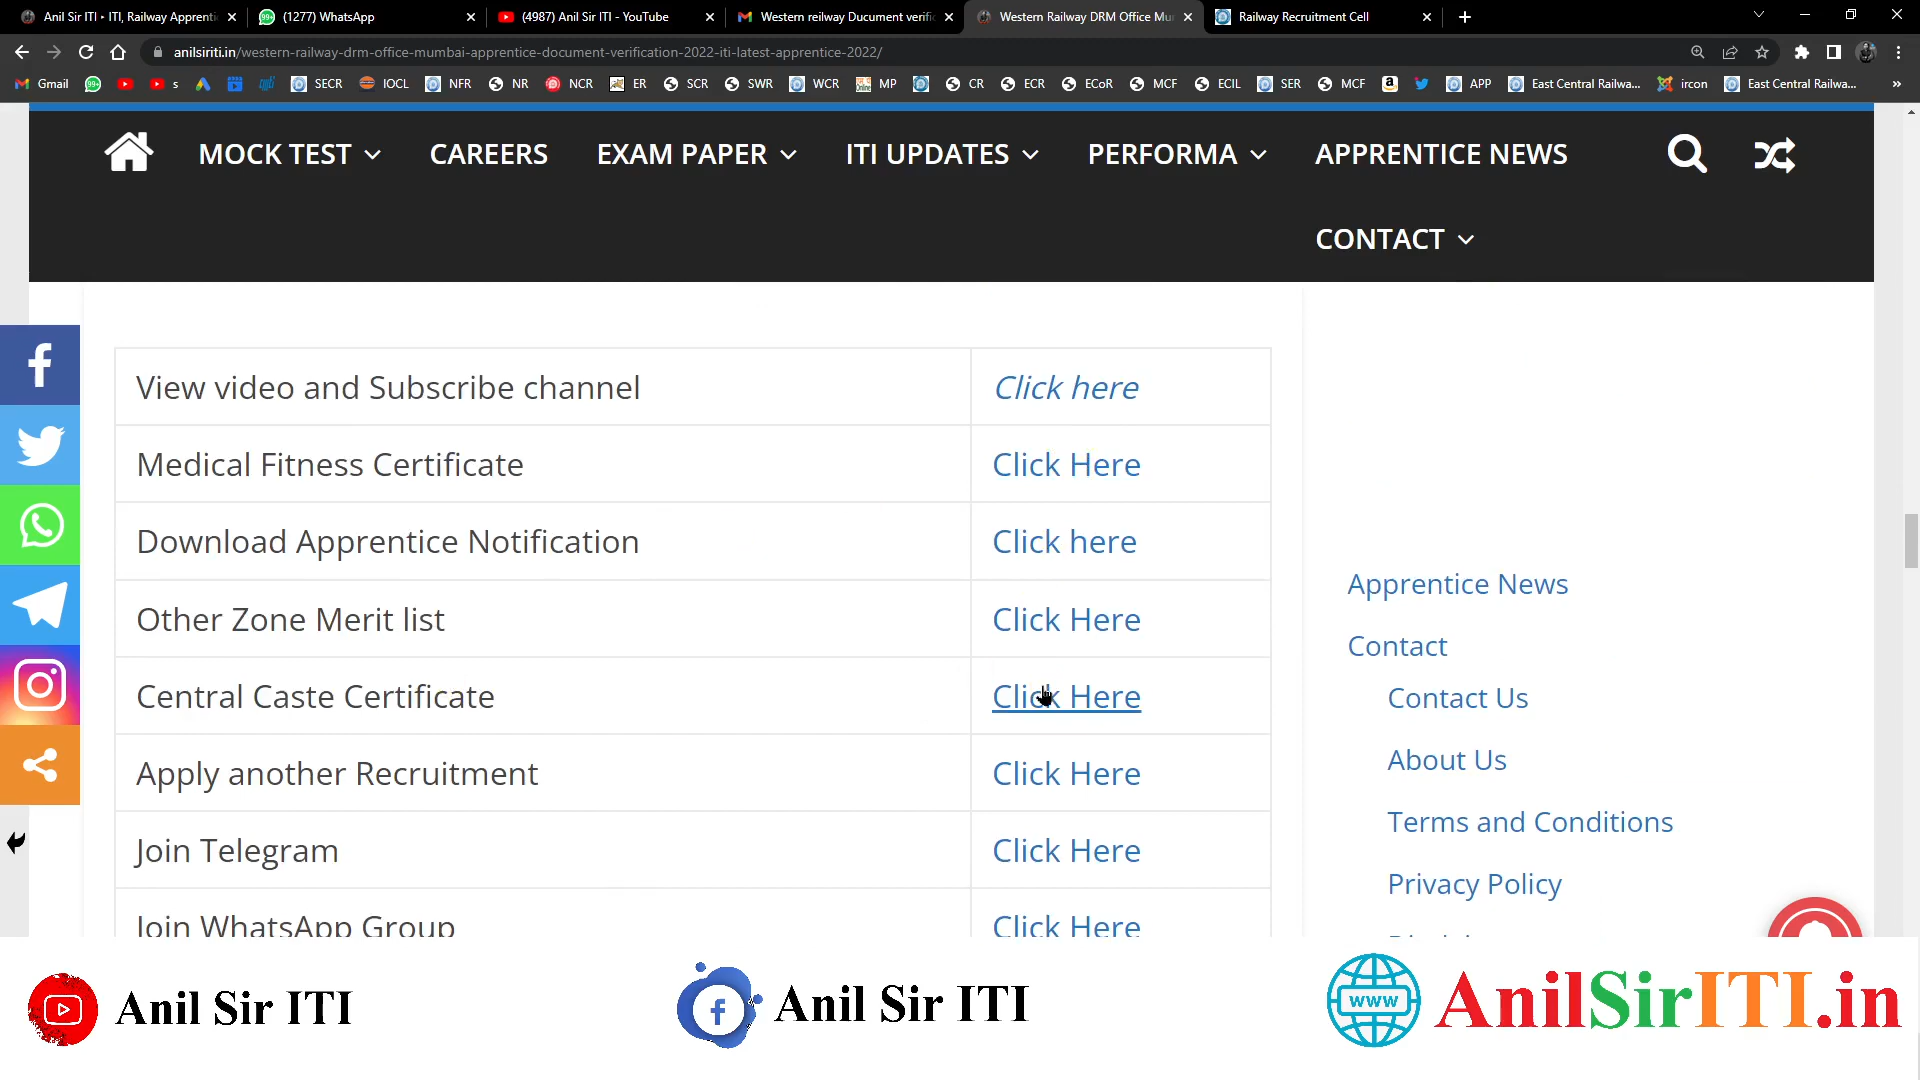 Anil Sir ITI • ITI, Railway Apprenti
(1277) WhatsApp
(4987) Anil Sir ITI - YouTube
Western reilway Ducument verific
Western Railway DRM Office Mu
Railway Recruitment Cell
anilsiriti.in/western-railway-drm-office-mumbai-apprentice-document-verification-2022-iti-latest-apprentice-2022/
Gmail
s
SECR
IOCL
NFR
NR
NCR
ER
SCR
SWR
WCR
MP
CR
ECR
ECoR
MCF
ECIL
SER
MCF
APP
East Central Railwa...
ircon
East Central Railwa...
MOCK TEST
CAREERS
EXAM PAPER
ITI UPDATES
PERFORMA
APPRENTICE NEWS
CONTACT
View video and Subscribe channel
Click here
Medical Fitness Certificate
Click Here
Download Apprentice Notification
Click here
Other Zone Merit list
Click Here
Central Caste Certificate
Click Here
Apply another Recruitment
Click Here
Join Telegram
Click Here
Join WhatsApp Group
Click Here
Apprentice News
Contact
Contact Us
About Us
Terms and Conditions
Privacy Policy
Anil Sir ITI
Anil Sir ITI
www
AnilSirITI.in